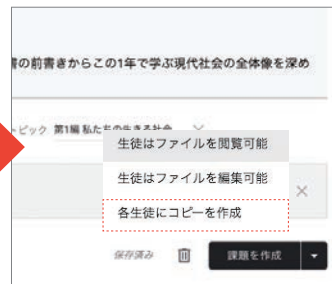 書の前書きからこの1年で学ぶ現代社会の全体像を深め
トピック 第1編 私たちの生きる社会
生徒はファイルを閲覧可能
生徒はファイルを編集可能
各生徒にコピーを作成
保存済み
課題を作成